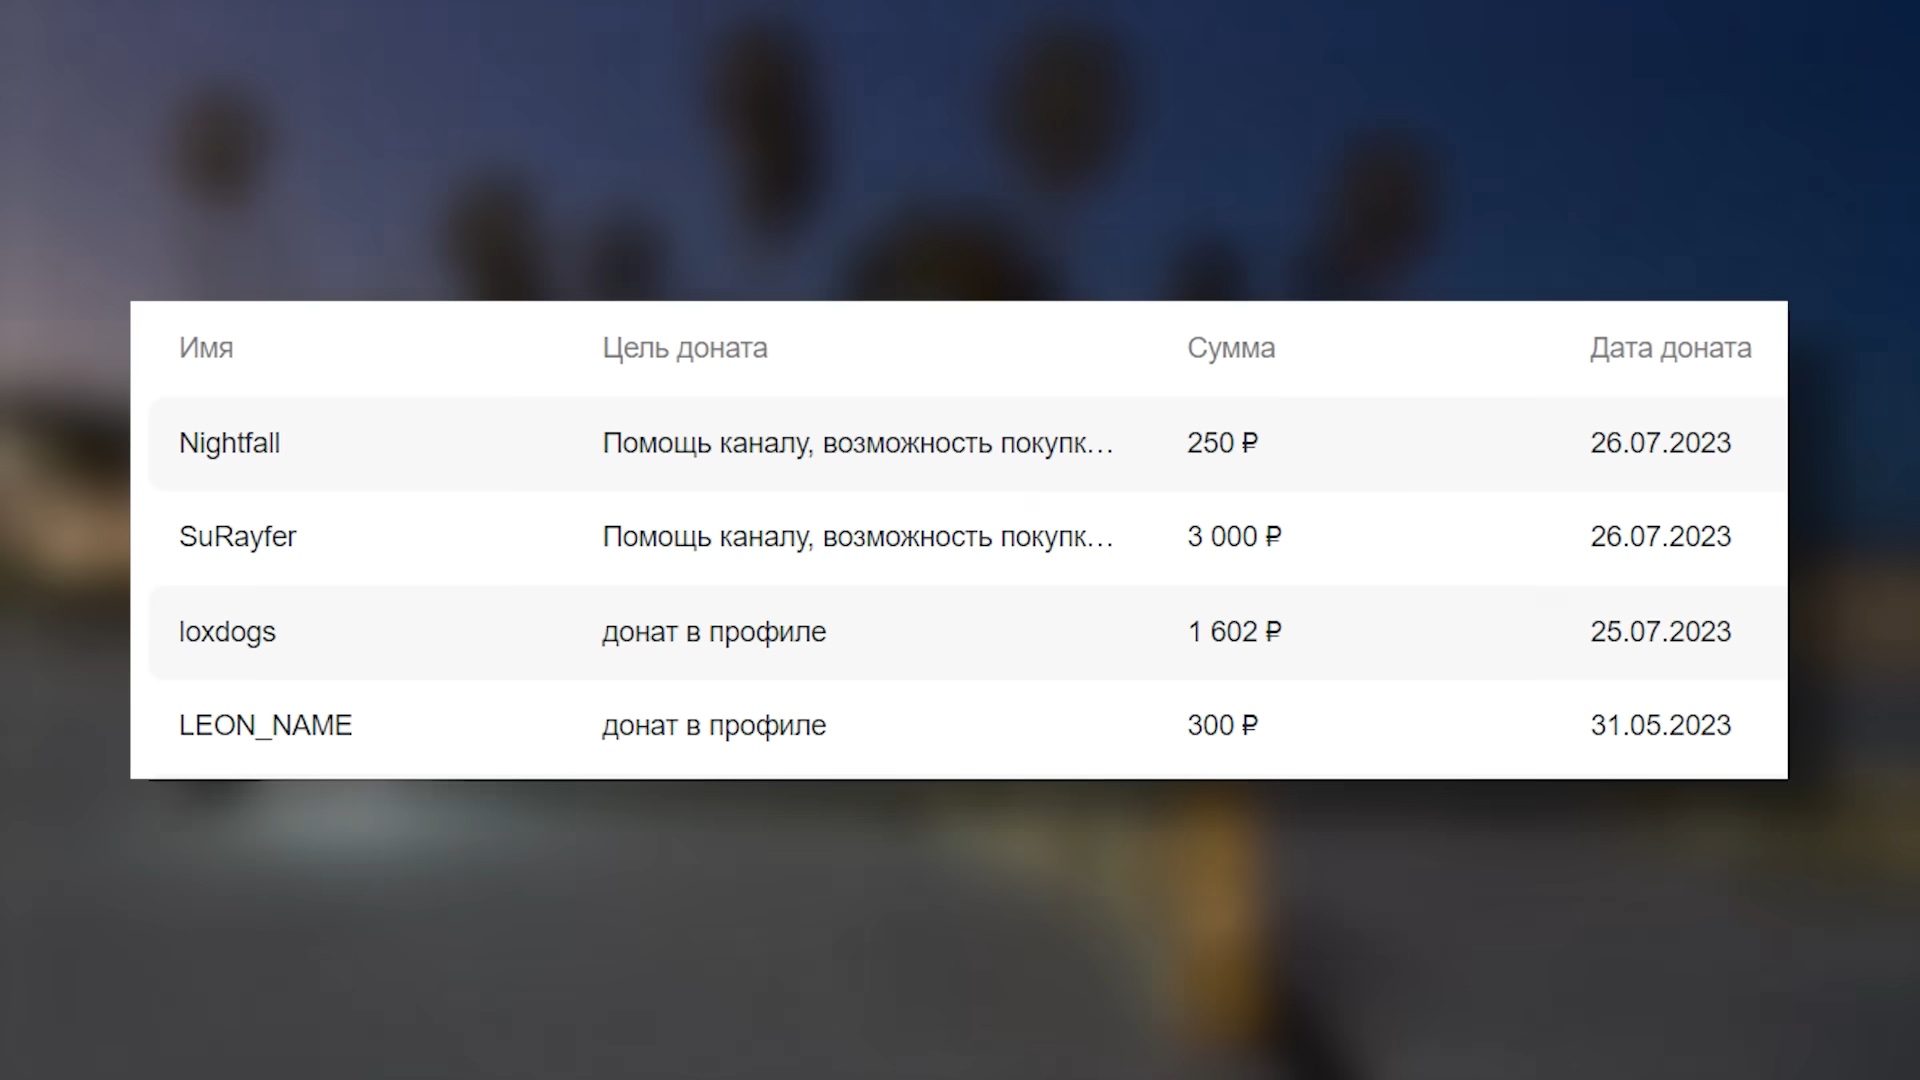 Имя Цель доната Сумма Дата доната
Nightfall Помощь каналу, возможность покупк... 250 ₽ 26.07.2023
SuRayfer Помощь каналу, возможность покупк... 3 000 ₽ 26.07.2023
loxdogs донат в профиле 1 602 ₽ 25.07.2023
LEON_NAME донат в профиле 300 ₽ 31.05.2023